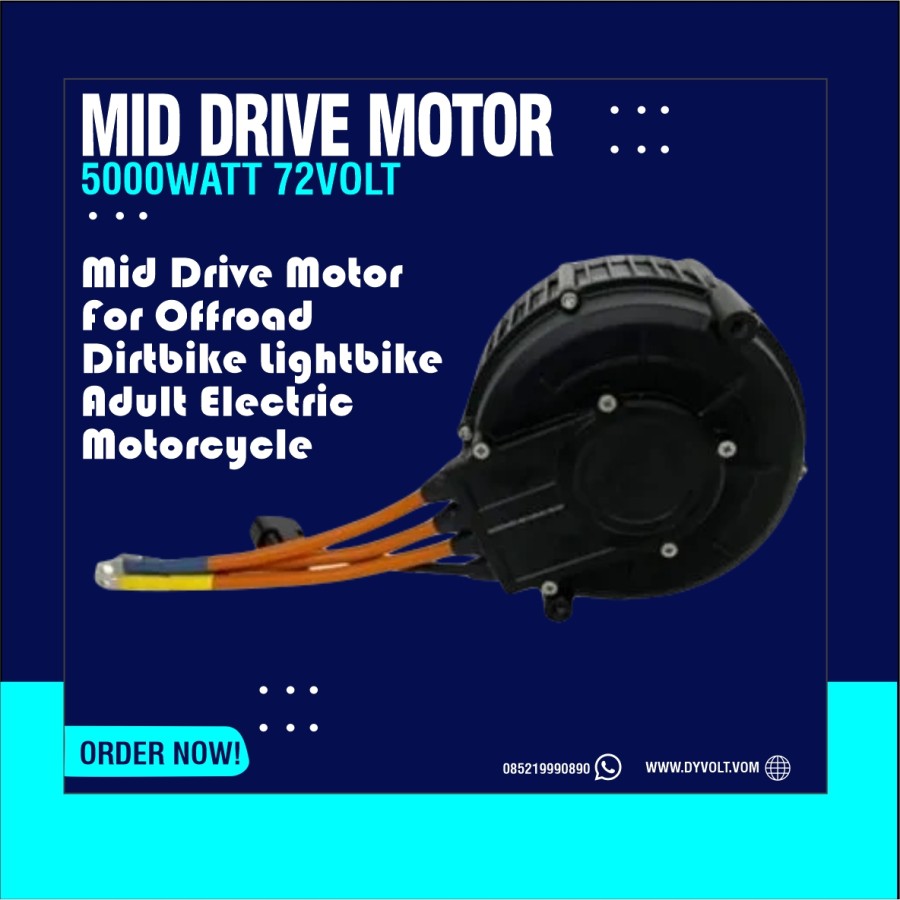 MID DRIVE MOTOR
5000WATT 72VOLT
Mid Drive Motor
For Offroad
Dirtbike Lightbike
Adult Electric
Motorcycle
ORDER NOW!
085219990890
WWW.DYVOLT.VOM